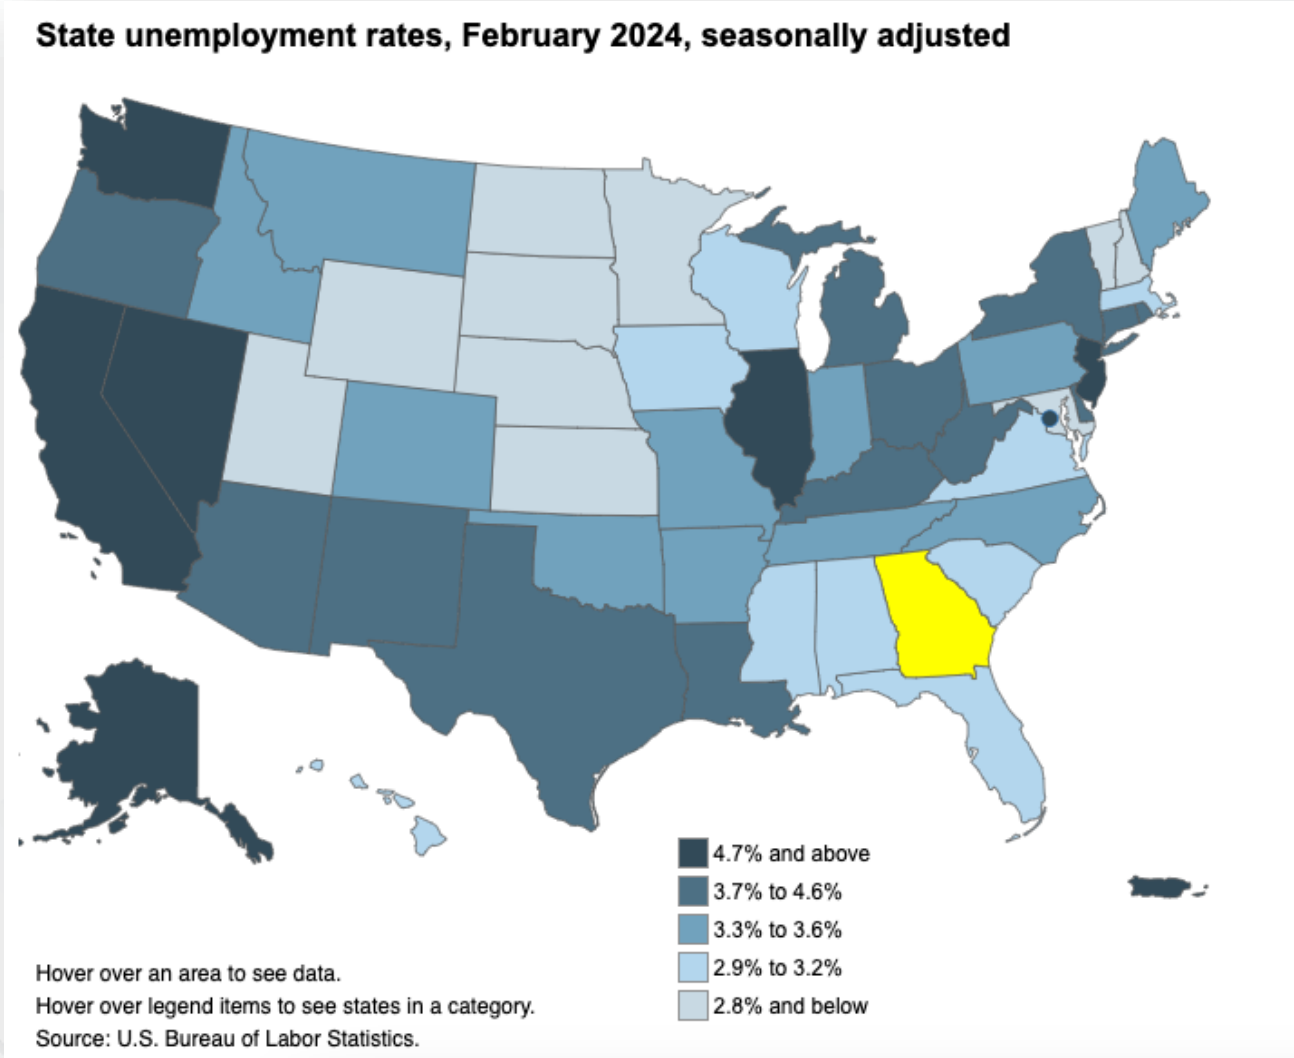 State unemployment rates, February 2024, seasonally adjusted
4.7% and above
3.7% to 4.6%
3.3% to 3.6%
2.9% to 3.2%
2.8% and below
Hover over an area to see data.
Hover over legend items to see states in a category.
Source: U.S. Bureau of Labor Statistics.